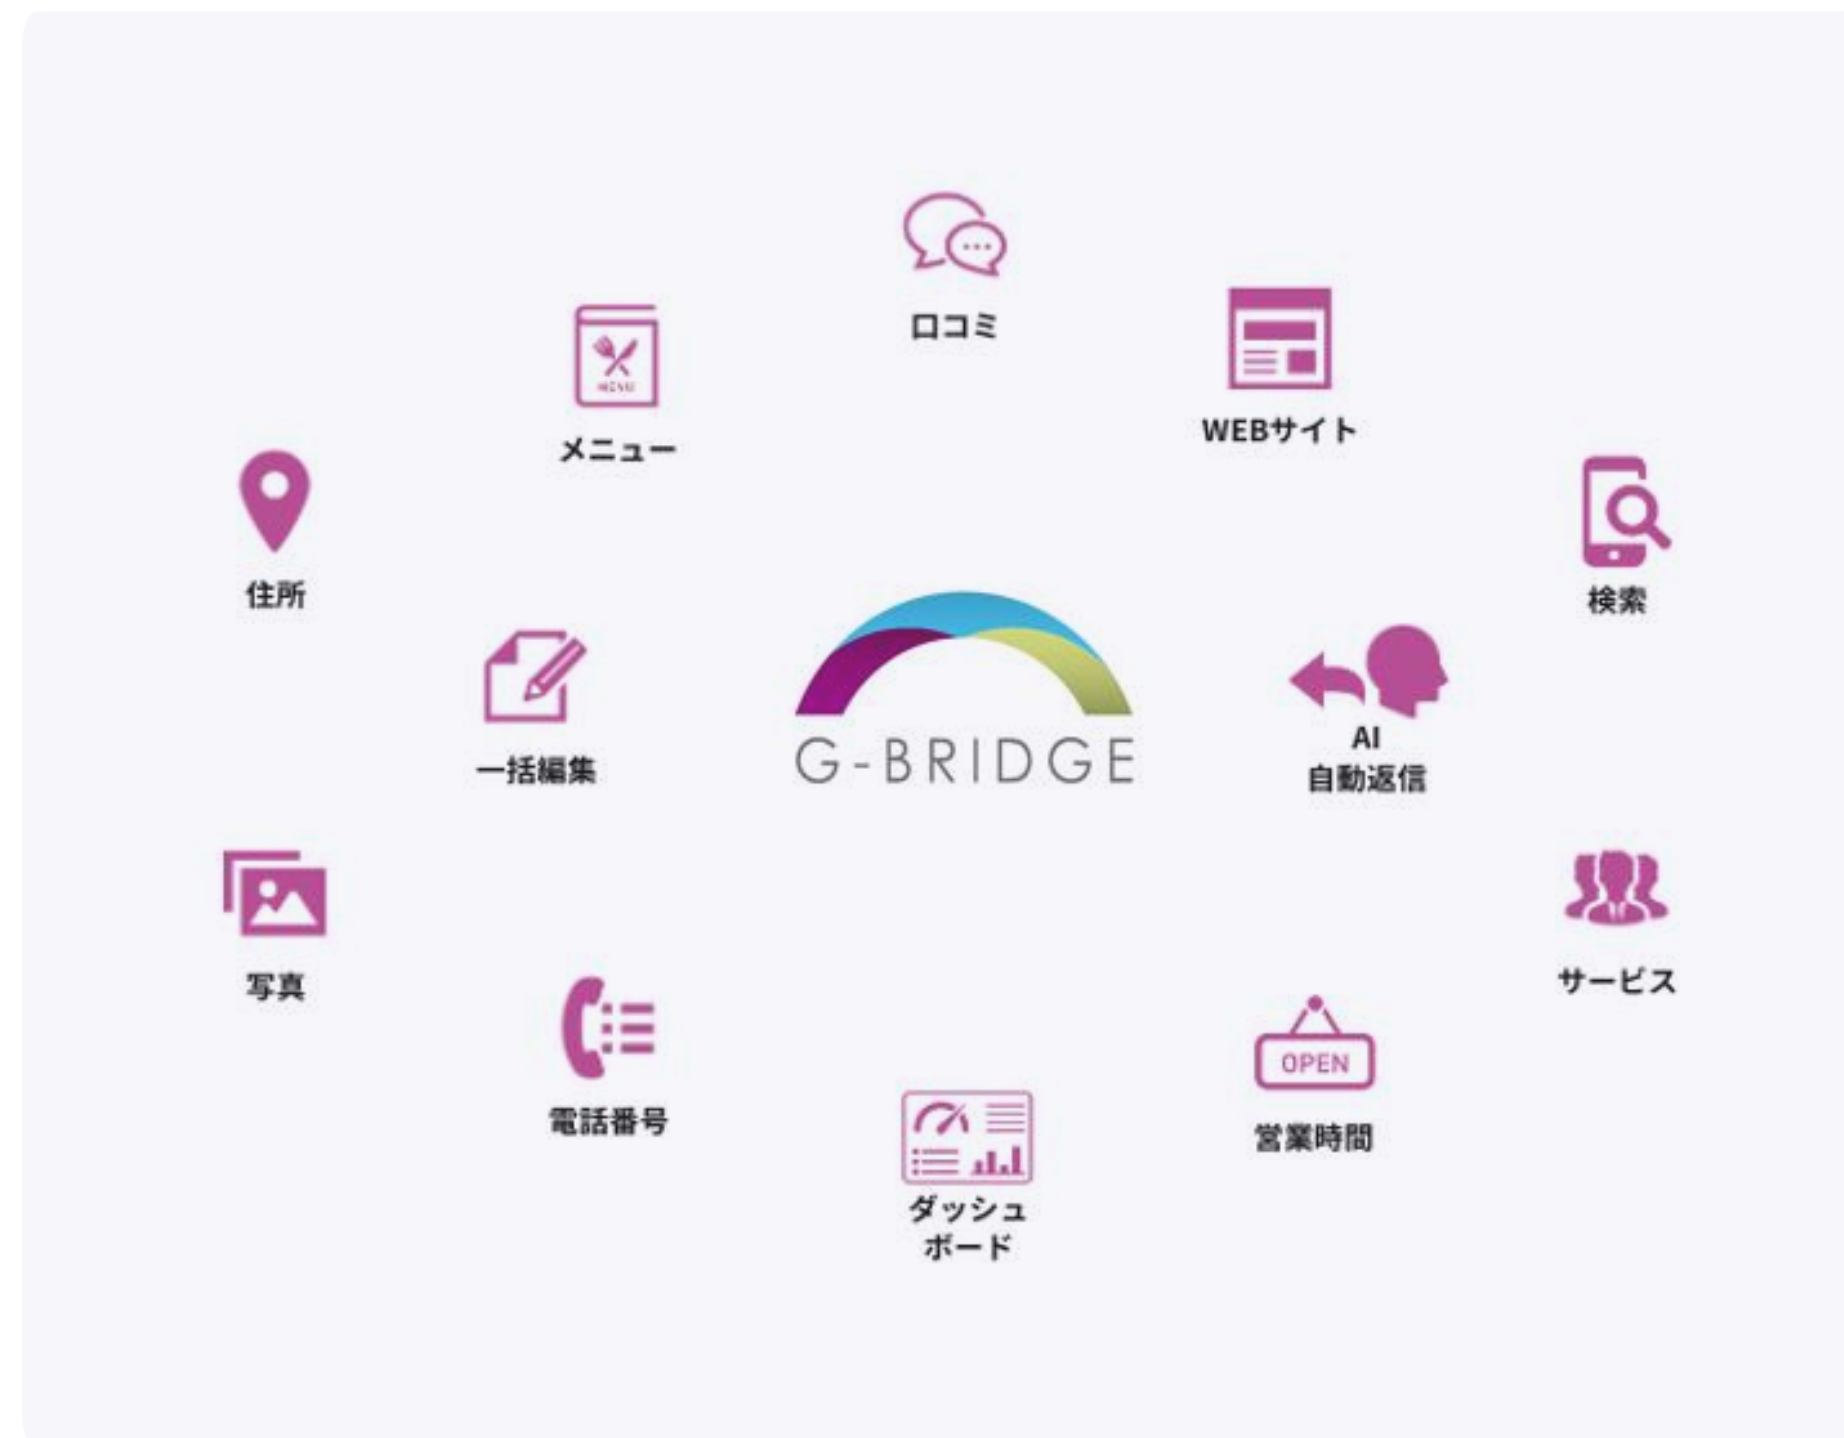 口コミ
メニュー
MENU
WEBサイト
住所
検索
一括編集
G-BRIDGE
AI
自動返信
写真
サービス
電話番号
OPEN
営業時間
ダッシュ
ボード